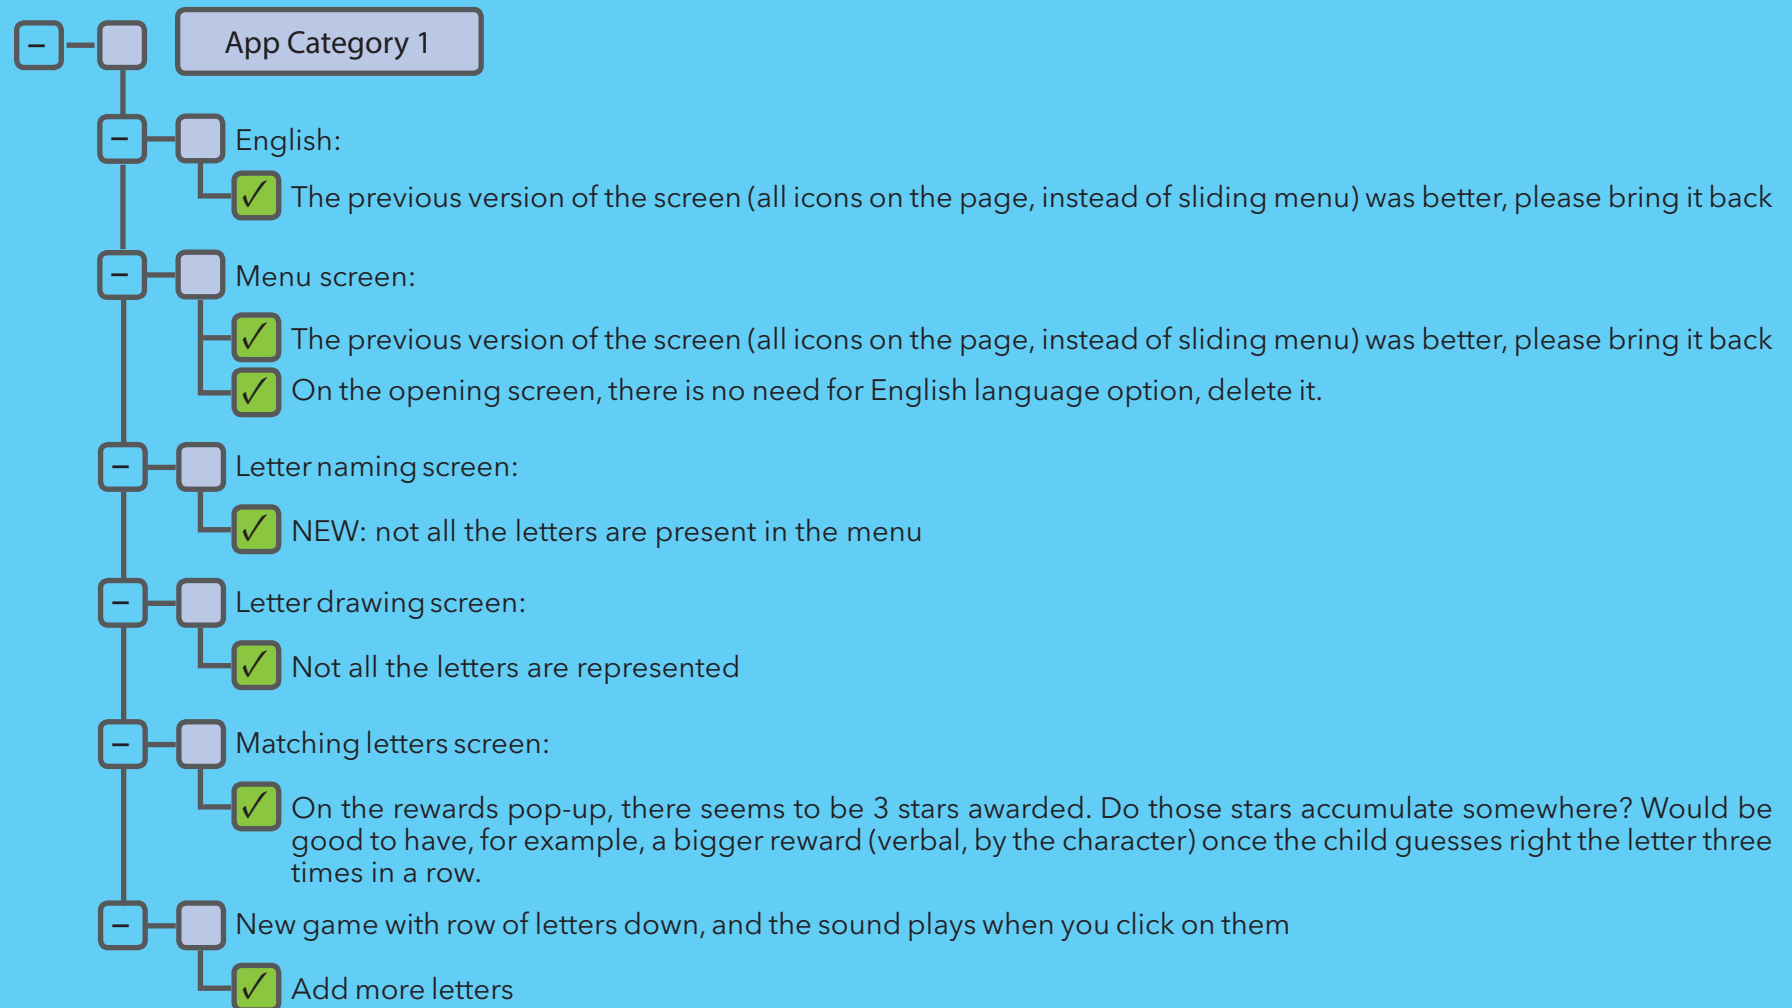 App Category 1
English:
The previous version of the screen (all icons on the page, instead of sliding menu) was better, please bring it back
Menu screen:
The previous version of the screen (all icons on the page, instead of sliding menu) was better, please bring it back
On the opening screen, there is no need for English language option, delete it.
Letter naming screen:
NEW: not all the letters are present in the menu
Letter drawing screen:
Not all the letters are represented
Matching letters screen:
On the rewards pop-up, there seems to be 3 stars awarded. Do those stars accumulate somewhere? Would be
good to have, for example, a bigger reward (verbal, by the character) once the child guesses right the letter three
times in a row.
New game with row of letters down, and the sound plays when you click on them
Add more letters